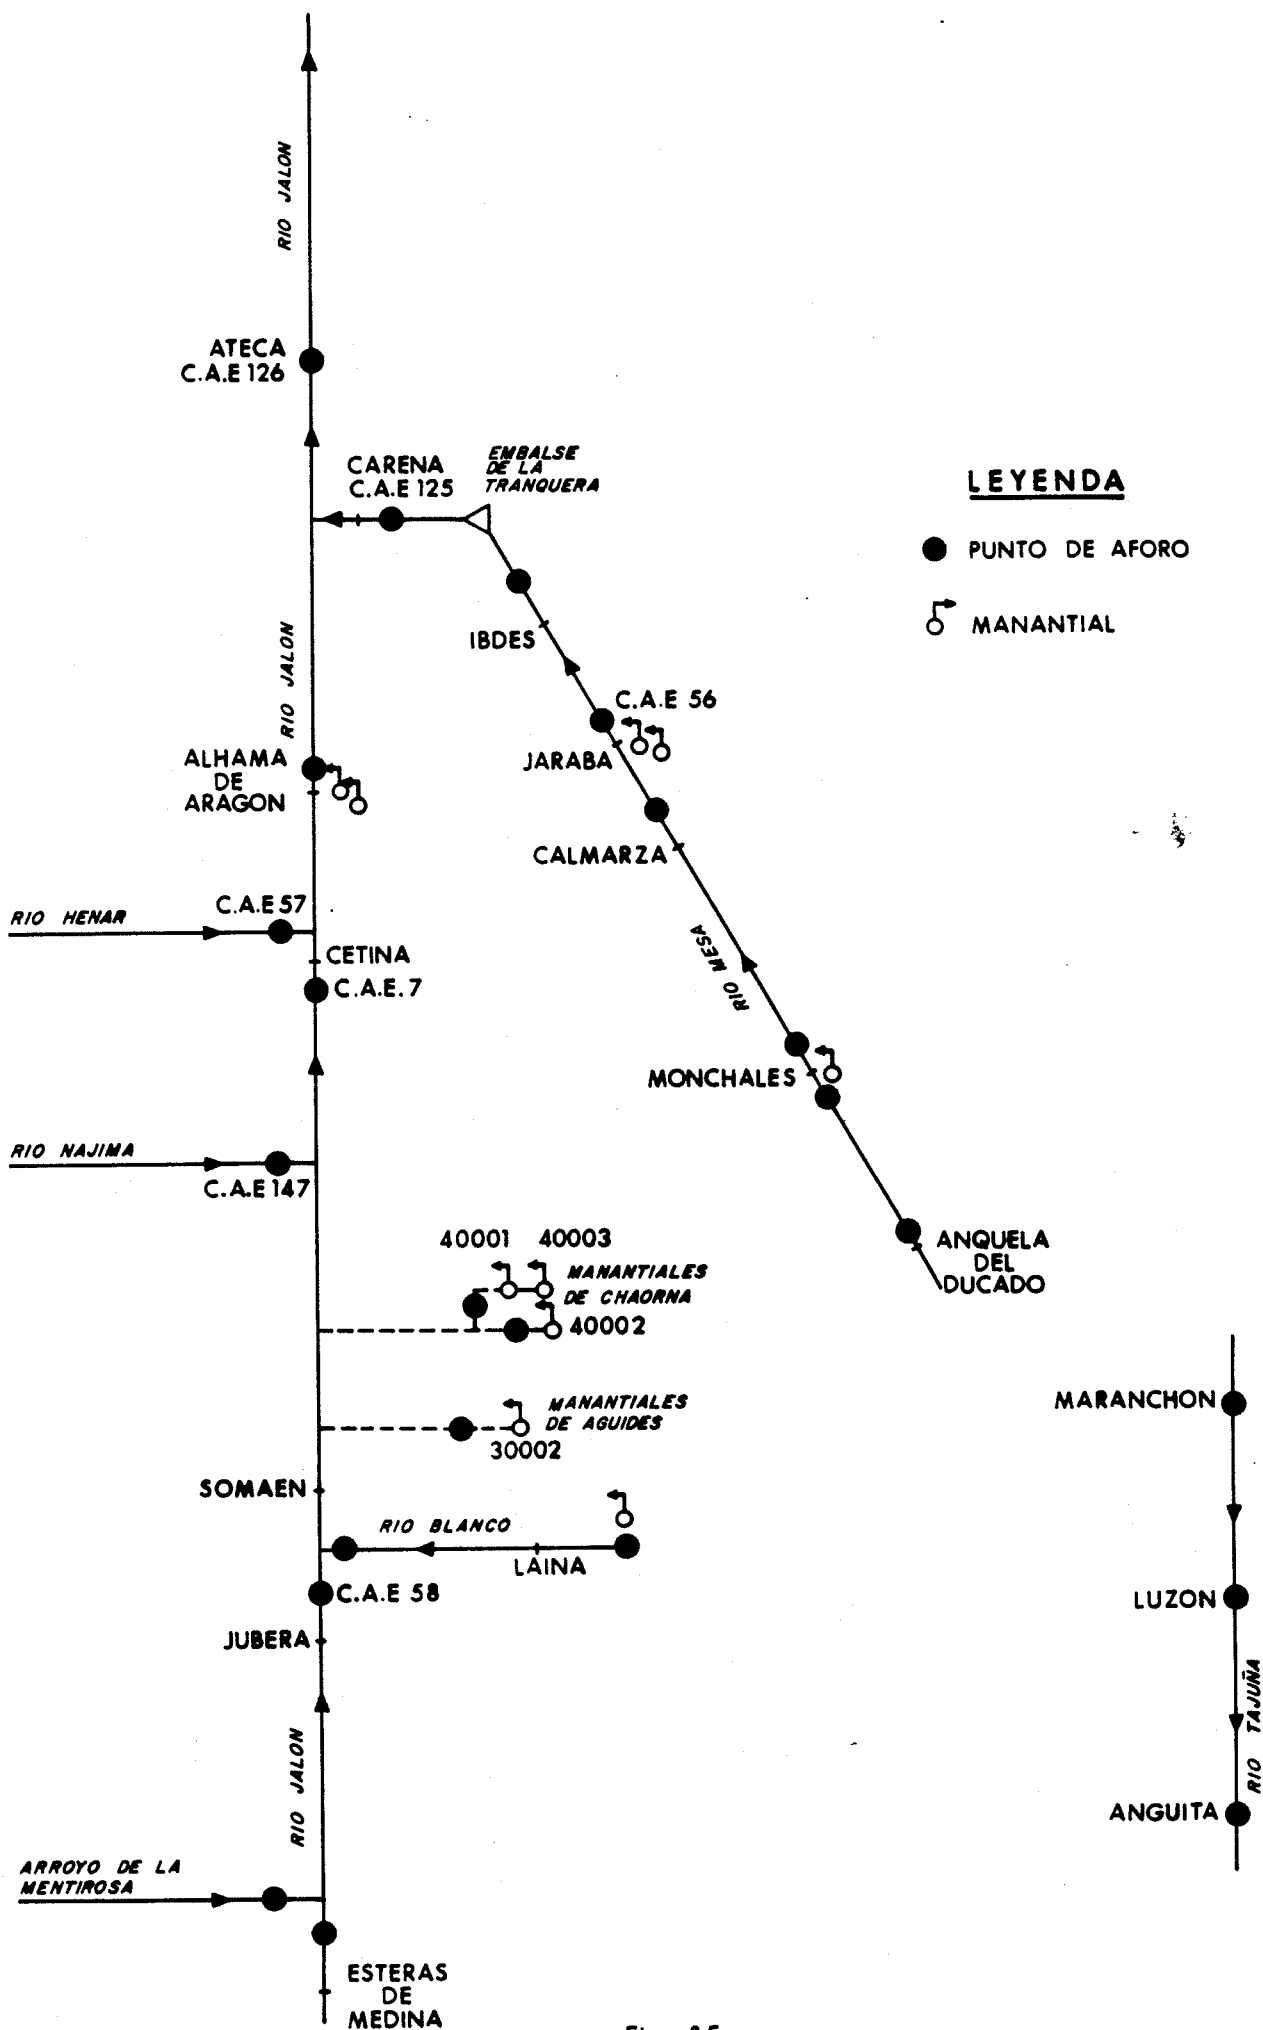 RIO JALON
ATECA
C.A.E 126
CARENA
C.A.E 125
EMBALSE
DE LA
TRANQUERA
LEYENDA
PUNTO DE AFORO
MANANTIAL
IBDES
RIO JALON
C.A.E 56
JARABA
ALHAMA
DE
ARAGON
CALMARZA
C.A.E 57
RIO HENAR
CETINA
C.A.E. 7
RIO MESA
MONCHALES
RIO NAJIMA
C.A.E 147
40001 40003
MANANTIALES
DE CHAORNA
40002
ANQUELA
DEL
DUCADO
MANANTIALES
DE AGUIDES
30002
MARANCHON
SOMAEN
RIO BLANCO
LAINA
C.A.E 58
LUZON
JUBERA
RIO TAJUÑA
RIO JALON
ANGUITA
ARROYO DE LA
MENTIROSA
ESTERAS
DE
MEDINA